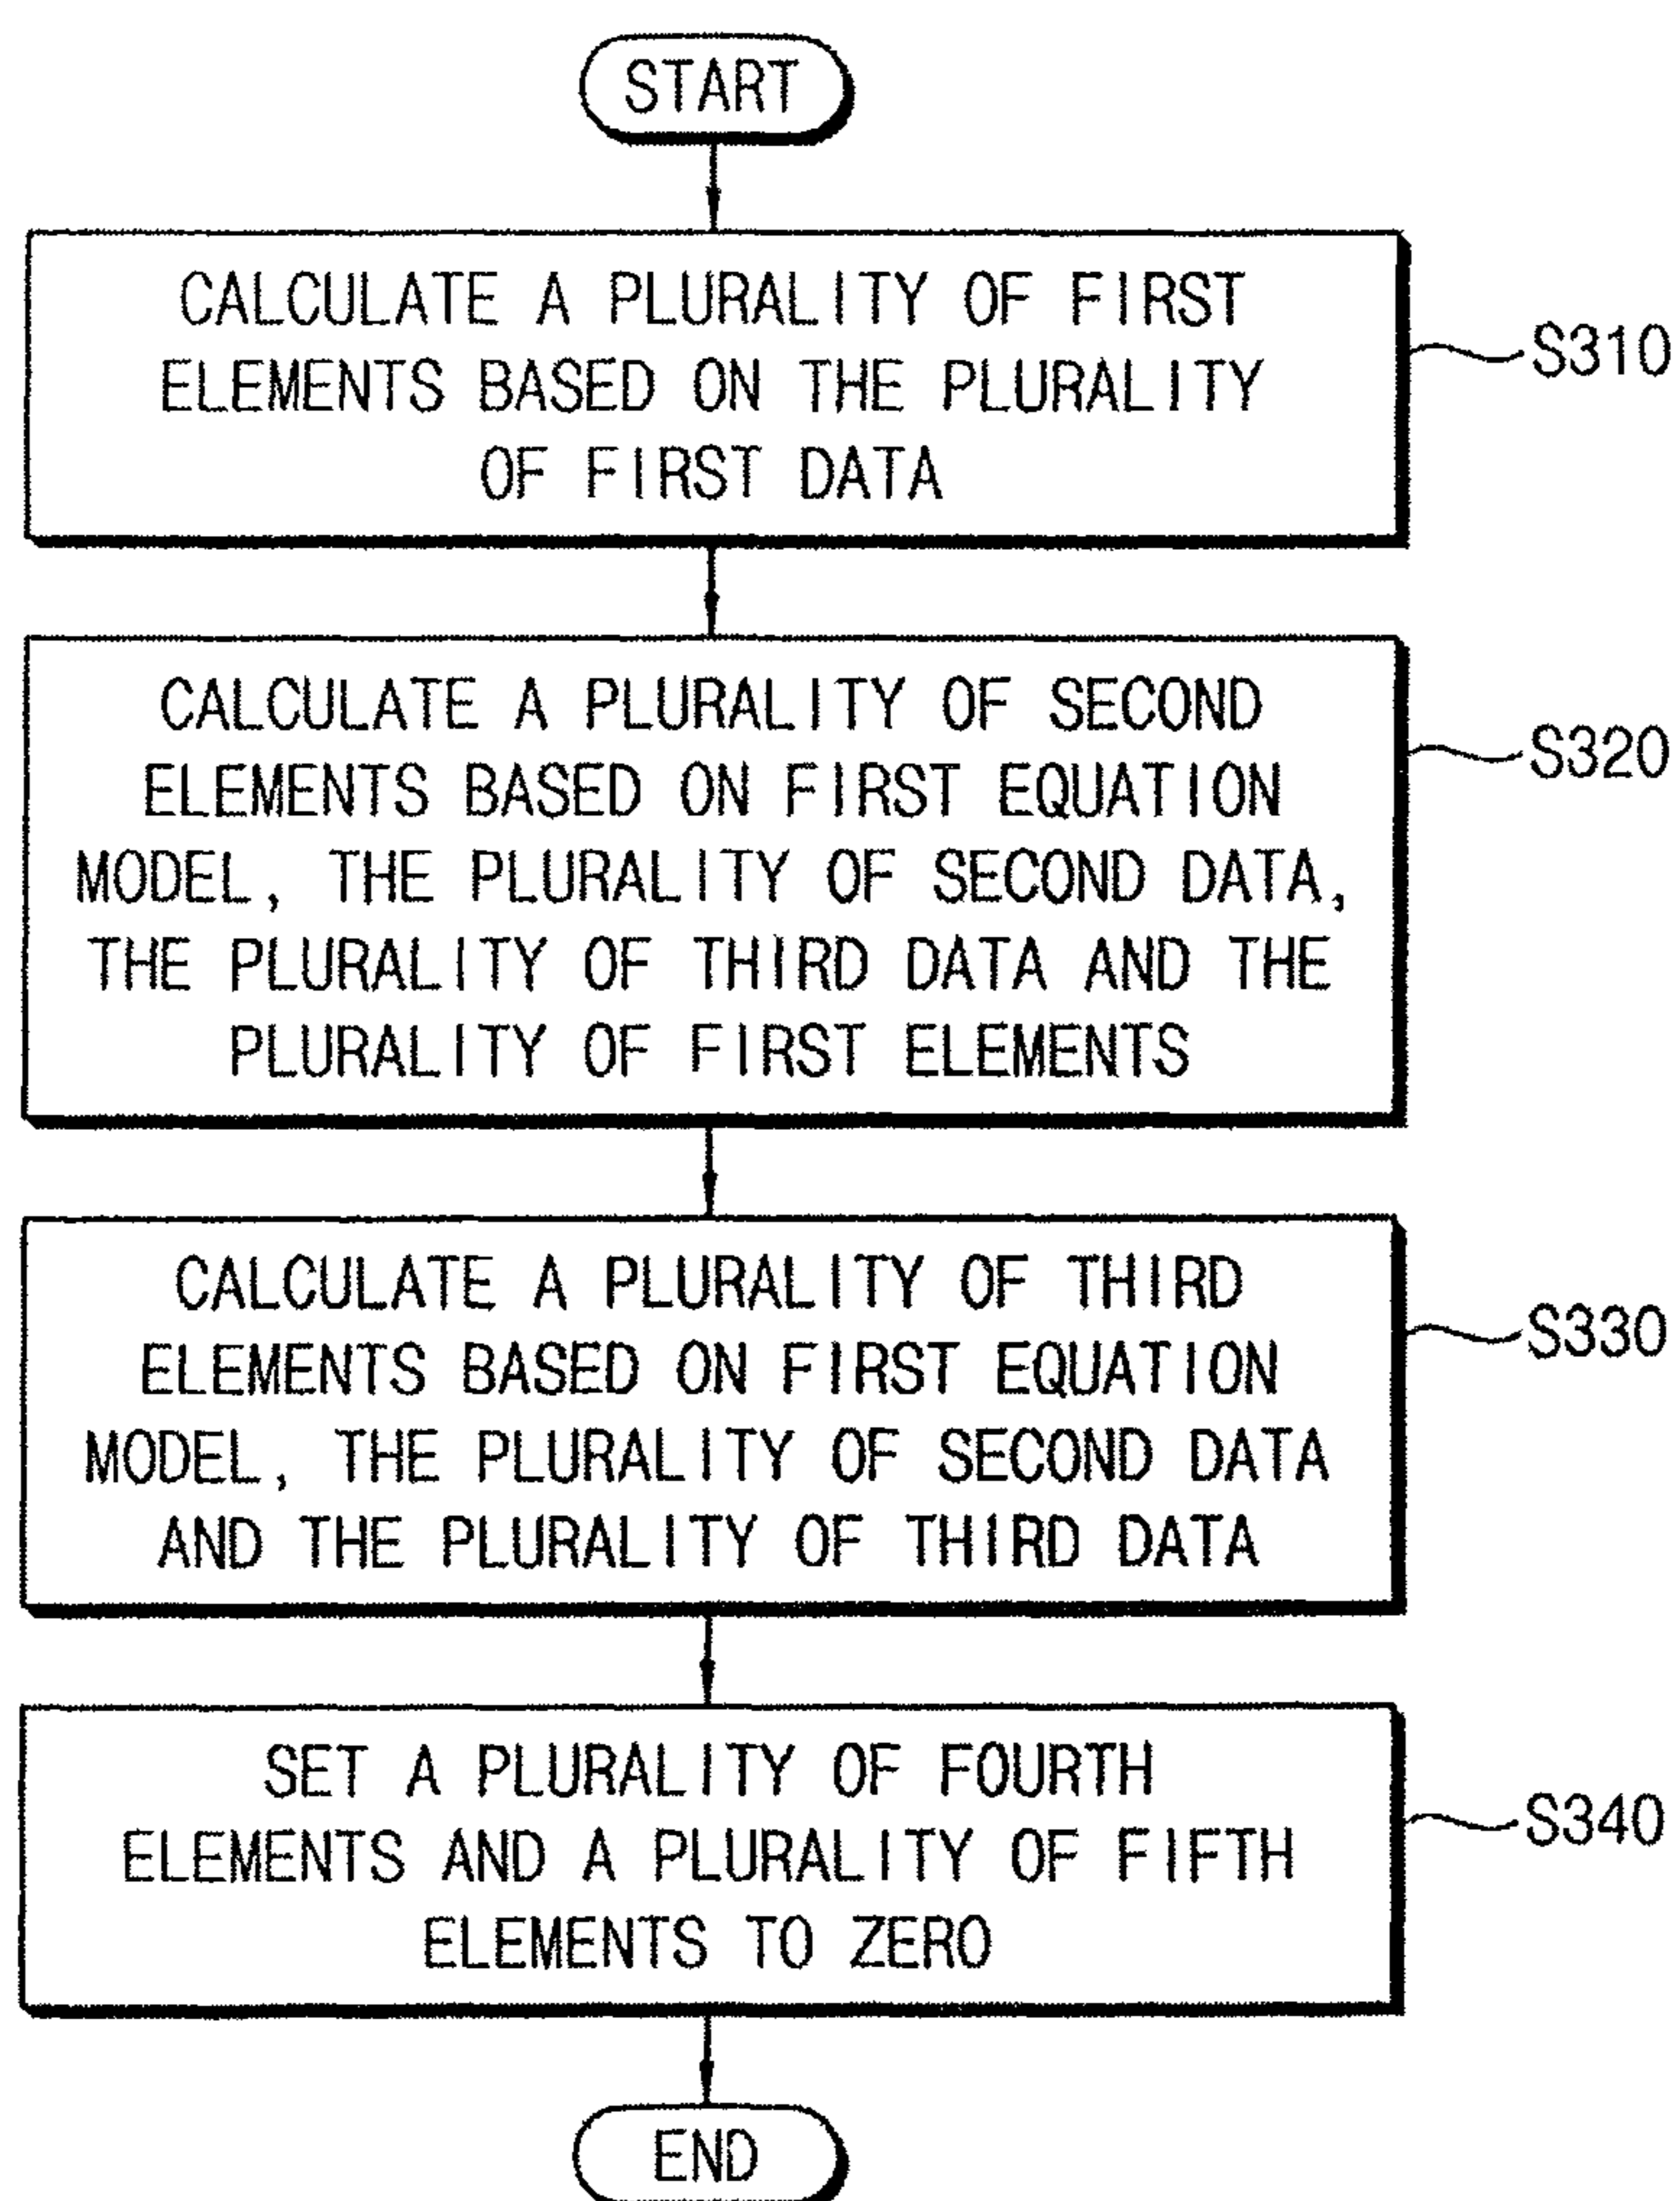 START
CALCULATE A PLURALITY OF FIRST
ELEMENTS BASED ON THE PLURALITY
OF FIRST DATA
S310
CALCULATE A PLURALITY OF SECOND
ELEMENTS BASED ON FIRST EQUATION
MODEL, THE PLURALITY OF SECOND DATA,
THE PLURALITY OF THIRD DATA AND THE
PLURALITY OF FIRST ELEMENTS
S320
CALCULATE A PLURALITY OF THIRD
ELEMENTS BASED ON FIRST EQUATION
MODEL, THE PLURALITY OF SECOND DATA
AND THE PLURALITY OF THIRD DATA
S330
SET A PLURALITY OF FOURTH
ELEMENTS AND A PLURALITY OF FIFTH
ELEMENTS TO ZERO
S340
END